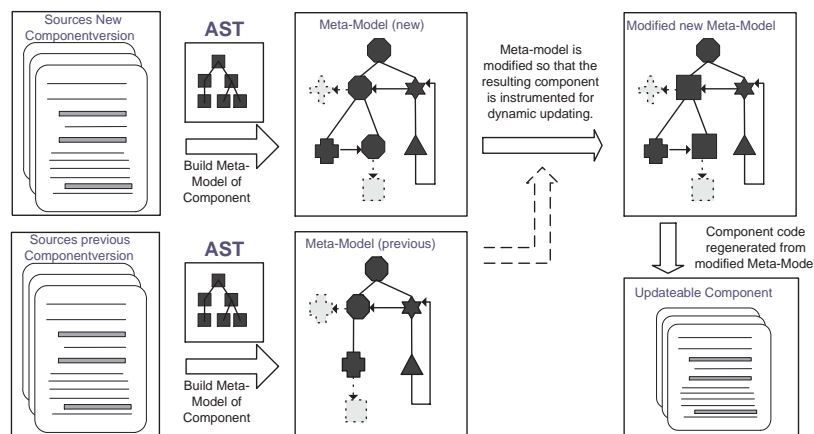 Sources New
Componentversion
AST
Build Meta-
Model of
Component
Meta-Model (new)
Meta-model is
modified so that the
resulting component
is instrumented for
dynamic updating.
Modified new Meta-Model
Sources previous
Componentversion
AST
Build Meta-
Model of
Component
Meta-Model (previous)
Component code
regenerated from
modified Meta-Mode
Updateable Component